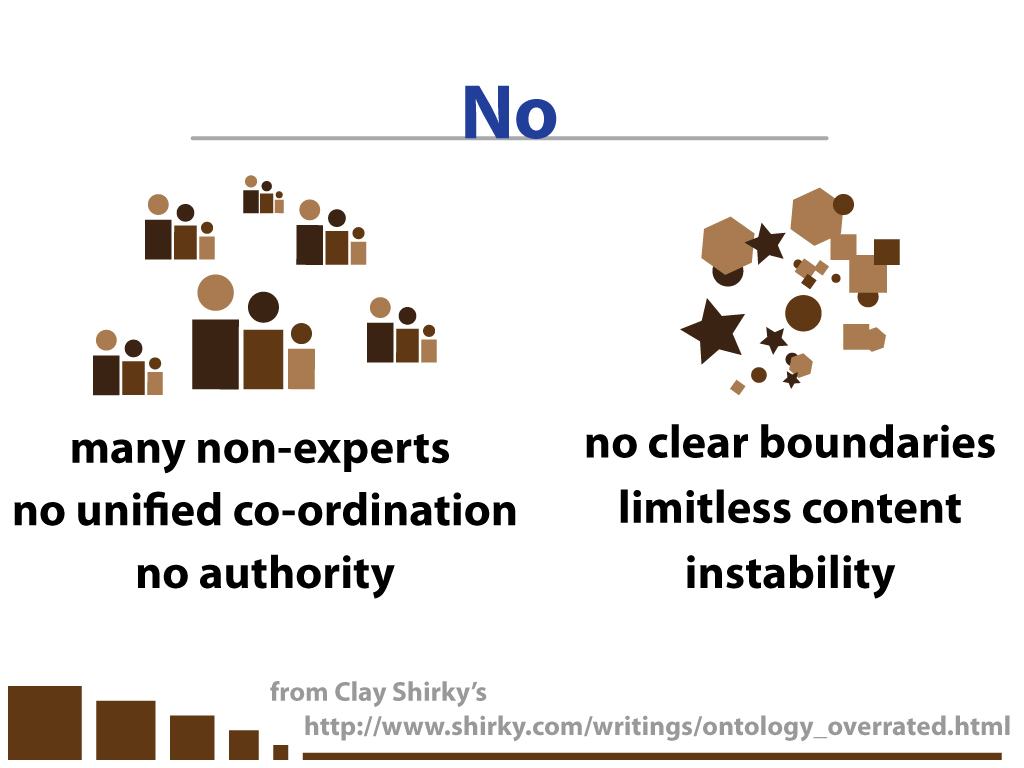 No
many non-experts
no unified co-ordination
no authority
no clear boundaries
limitless content
instability
from Clay Shirky’s
http://www.shirky.com/writings/ontology_overrated.html